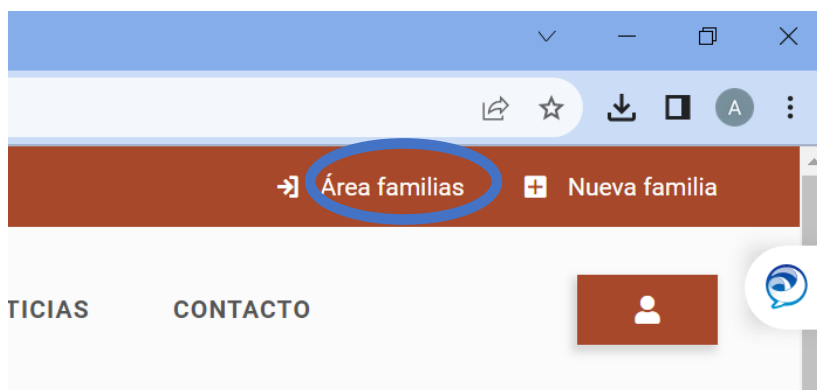 A
Área familias
Nueva familia
TICIAS
CONTACTO